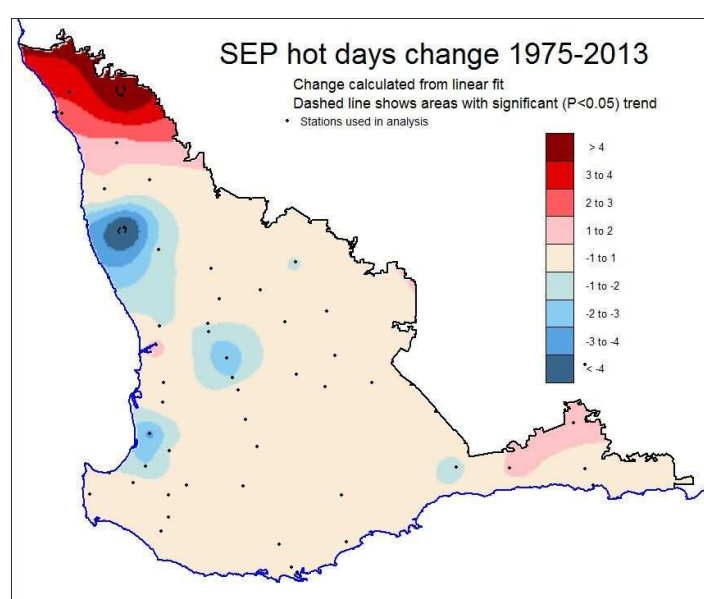 SEP hot days change 1975-2013
Change calculated from linear fit
Dashed line shows areas with significant (P<0.05) trend
• Stations used in analysis
> 4
3 to 4
2 to 3
1 to 2
-1 to 1
-1 to -2
-2 to -3
-3 to -4
< -4